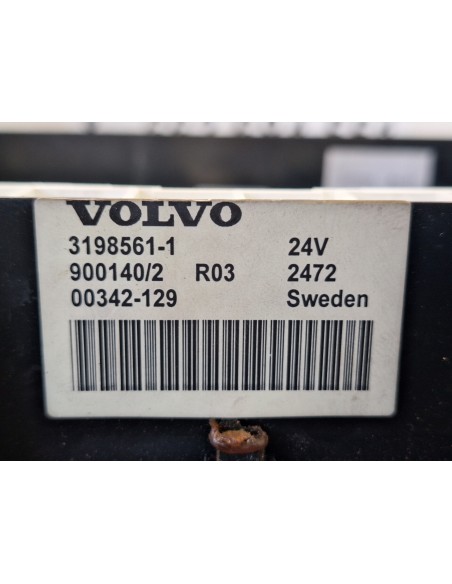 VOLVO
3198561-1 24V
900140/2 R03 2472
00342-129 Sweden